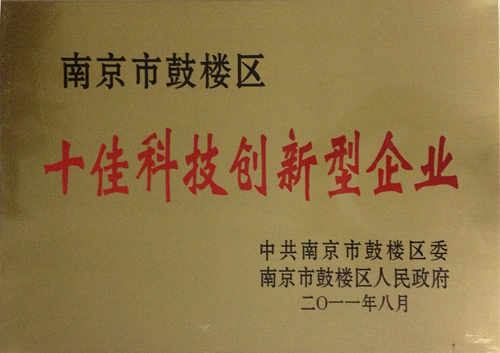 南京市鼓楼区
十佳科技创新型企业
中共南京市鼓楼区委
南京市鼓楼区人民政府
二〇一一年八月